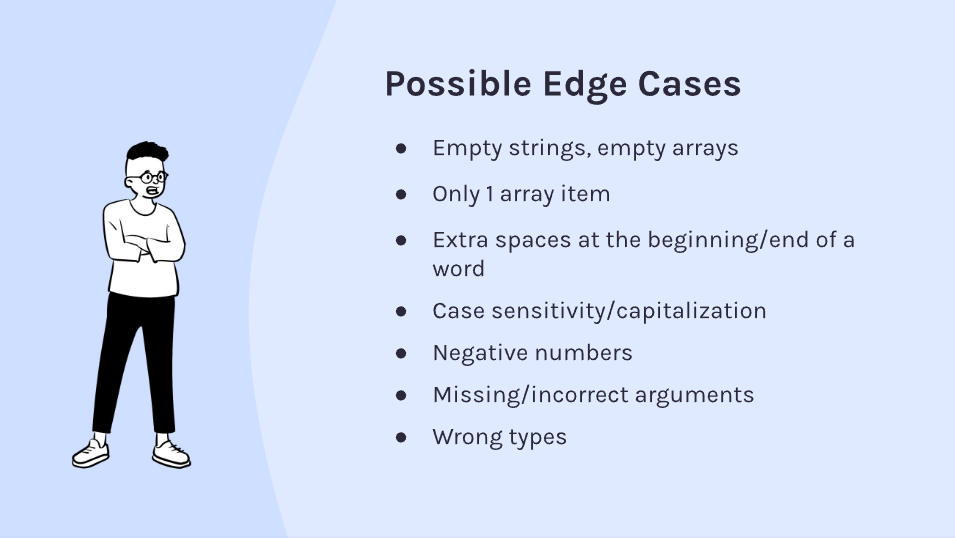 Possible Edge Cases
● Empty strings, empty arrays
● Only 1 array item
● Extra spaces at the beginning/end of a
word
● Case sensitivity/capitalization
● Negative numbers
● Missing/incorrect arguments
● Wrong types